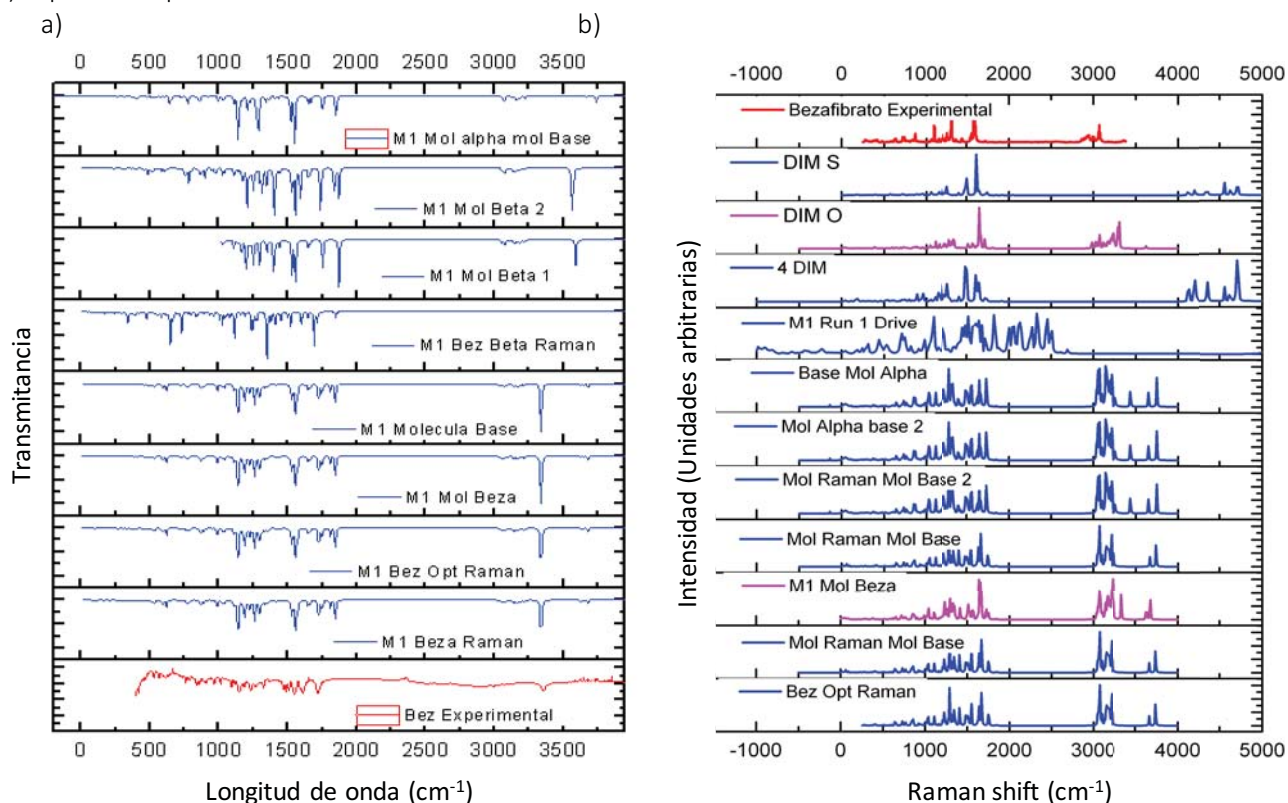 a)
0 500 1000 1500 2000 2500 3000 3500
M1 Mol alpha mol Base
M1 Mol Beta 2
M1 Mol Beta 1
M1 Bez Beta Raman
M1 Molecula Base
M1 Mol Beza
M1 Bez Opt Raman
M1 Beza Raman
Bez Experimental
0 500 1000 1500 2000 2500 3000 3500
Transmitancia
Longitud de onda (cm-1)
b)
-1000 0 1000 2000 3000 4000 5000
Bezafibrato Experimental
DIM S
DIM O
4 DIM
M1 Run 1 Drive
Base Mol Alpha
Mol Alpha base 2
Mol Raman Mol Base 2
Mol Raman Mol Base
M1 Mol Beza
Mol Raman Mol Base
Bez Opt Raman
-1000 0 1000 2000 3000 4000 5000
Intensidad (Unidades arbitrarias)
Raman shift (cm-1)